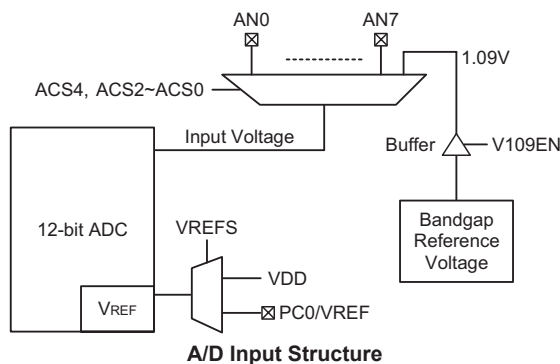 AN0
AN7
1.09V
ACS4, ACS2~ACS0
Input Voltage
Buffer
V109EN
12-bit ADC
Bandgap
Reference
Voltage
VREFS
VDD
VREF
PC0/VREF
A/D Input Structure